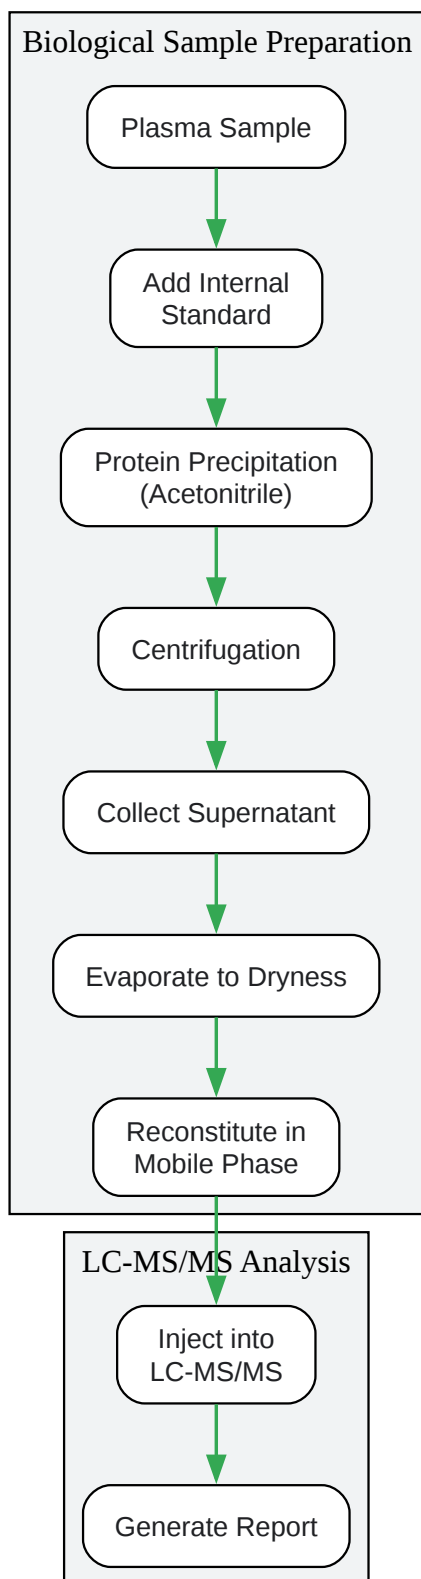 Biological Sample Preparation
Plasma Sample
Add Internal
Standard
Protein Precipitation
(Acetonitrile)
Centrifugation
Collect Supernatant
Evaporate to Dryness
Reconstitute in
Mobile Phase
LC-MS/MS Analysis
Inject into
LC-MS/MS
Generate Report